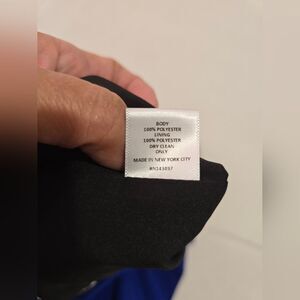 BODY
100% POLYESTER
LINING
100% POLYESTER
DRY CLEAN
ONLY
MADE IN NEW YORK CITY